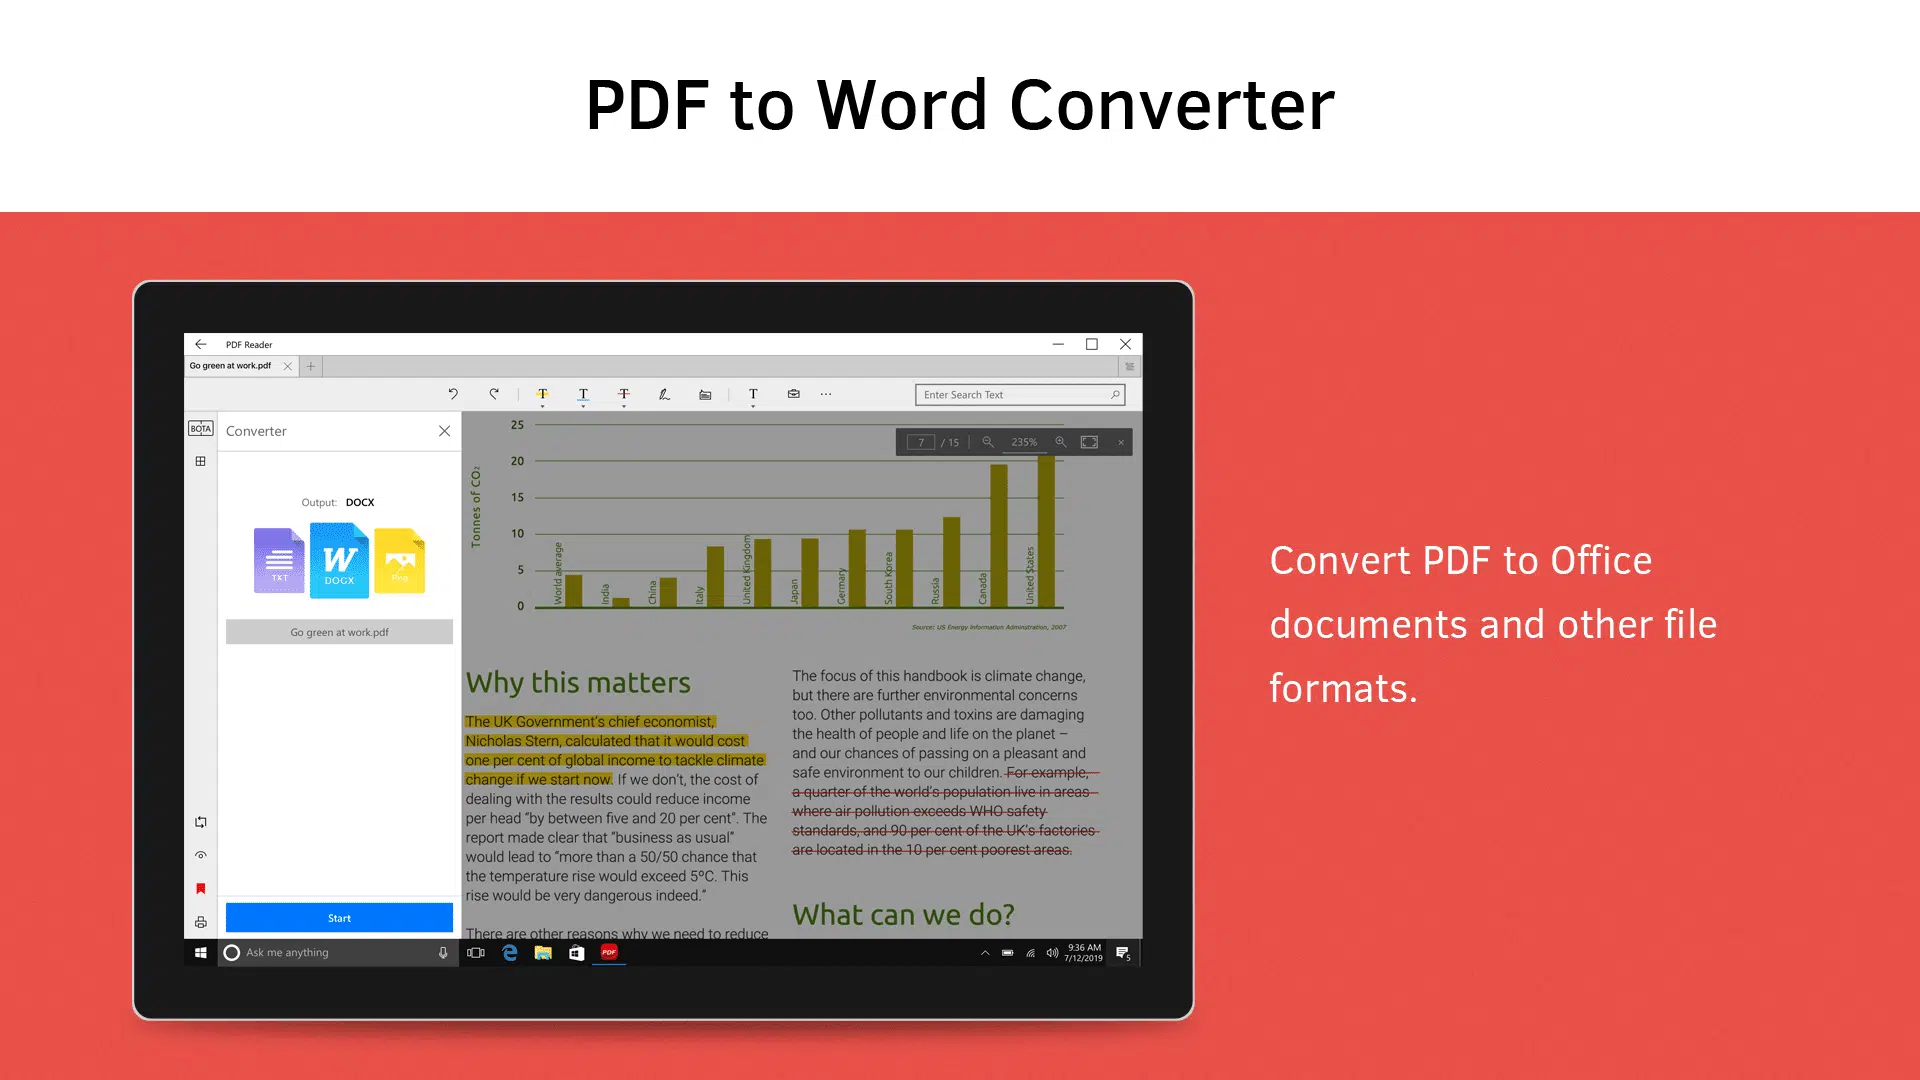 PDF to Word Converter
PDF Reader
Go green at work.pdf
T T T T
Enter Search Text
BOTA
Converter
Output: DOCX
TXT
W
DOCX
Png
Go green at work.pdf
Start
7 / 15 235%
Tonnes of CO₂
25
20
15
10
5
0
World average
India
China
Italy
United Kingdom
Japan
Germany
South Korea
Russia
Canada
United States
Source: US Energy Information Administration, 2007
Why this matters
The UK Government's chief economist,
Nicholas Stern, calculated that it would cost
one per cent of global income to tackle climate
change if we start now. If we don't, the cost of
dealing with the results could reduce income
per head "by between five and 20 per cent". The
report made clear that "business as usual"
would lead to "more than a 50/50 chance that
the temperature rise would exceed 5ºC. This
rise would be very dangerous indeed."
There are other reasons why we need to reduce
The focus of this handbook is climate change,
but there are further environmental concerns
too. Other pollutants and toxins are damaging
the health of people and life on the planet –
and our chances of passing on a pleasant and
safe environment to our children. For example,
a quarter of the world's population live in areas
where air pollution exceeds WHO safety
standards, and 90 per cent of the UK's factories
are located in the 10 per cent poorest areas.
What can we do?
Ask me anything
PDF
9:36 AM
7/12/2019
5
Convert PDF to Office
documents and other file
formats.